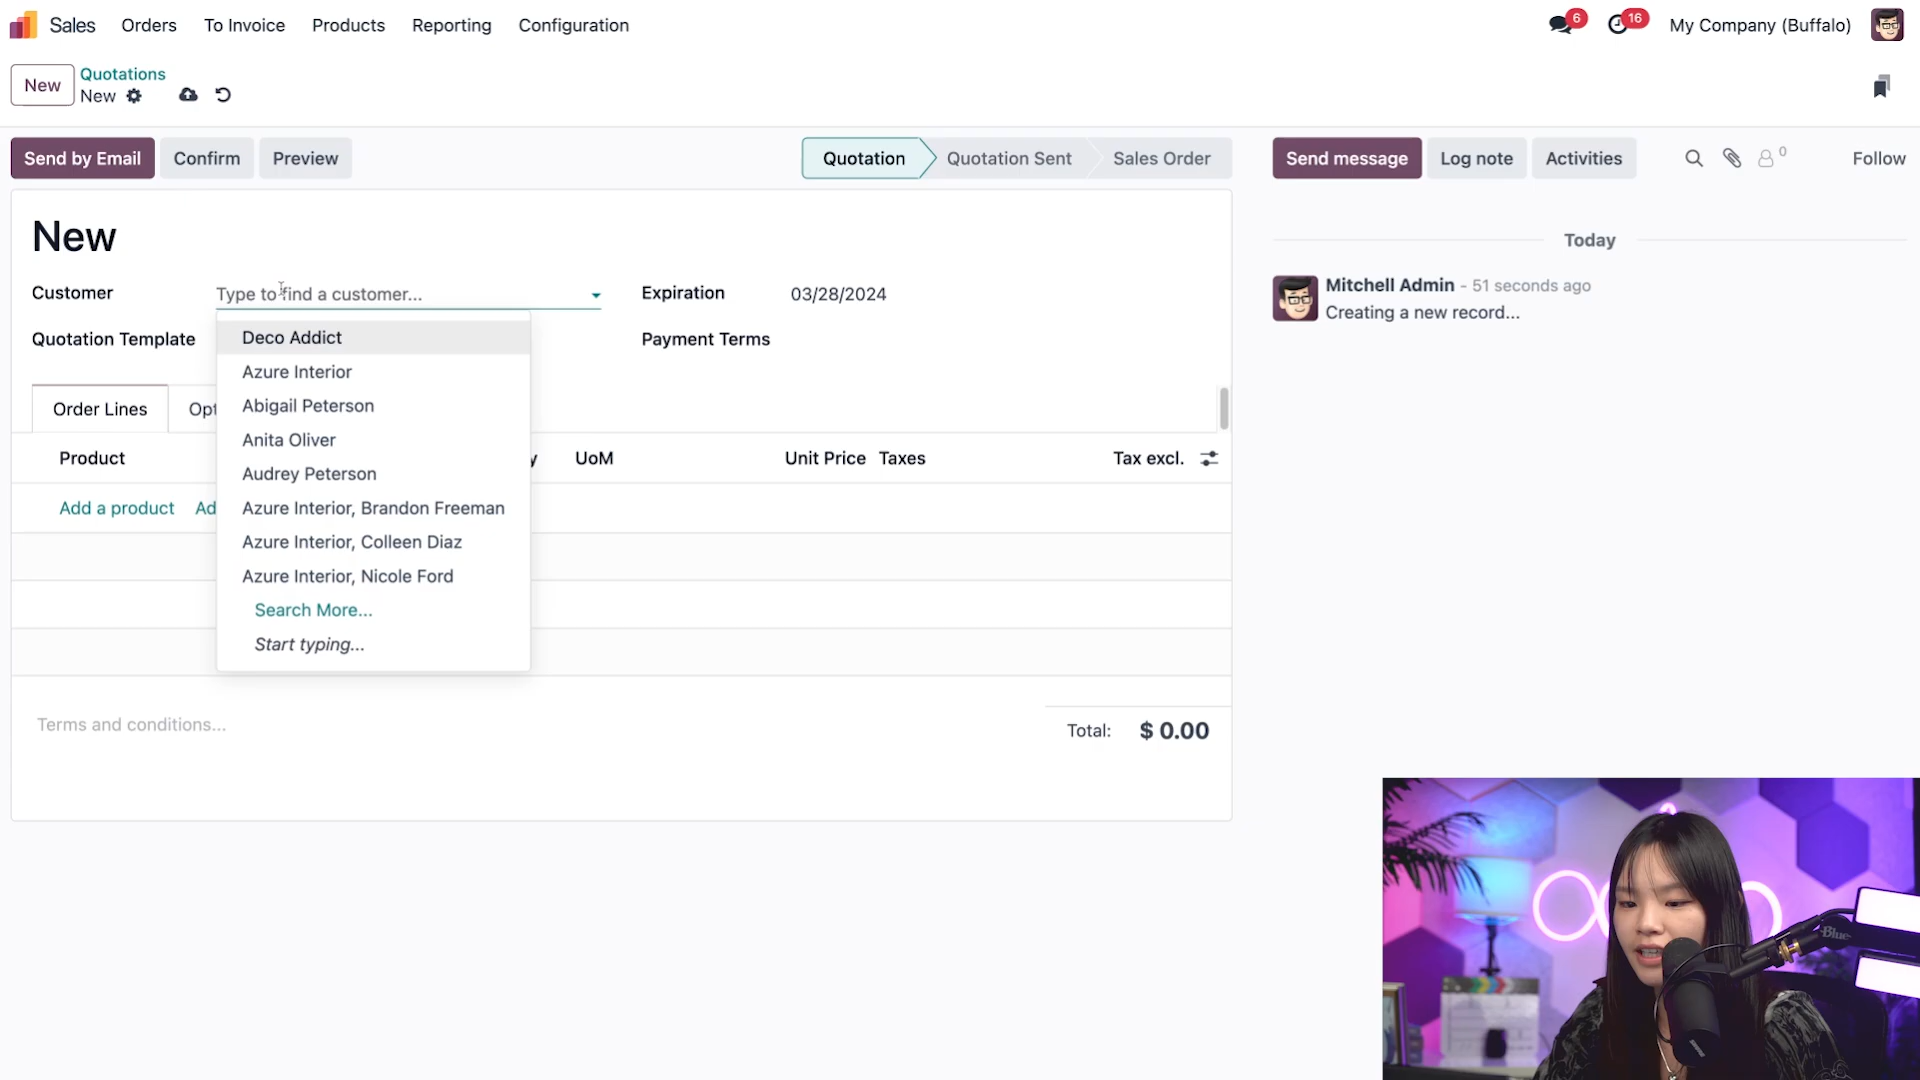 Sales Orders To Invoice Products Reporting Configuration 6 16 My Company (Buffalo)
New Quotations
New
Send by Email Confirm Preview Quotation Quotation Sent Sales Order Send message Log note Activities 0 Follow
New
Today
Customer Type to find a customer... Expiration 03/28/2024
Mitchell Admin - 51 seconds ago
Creating a new record...
Quotation Template Payment Terms
Deco Addict
Azure Interior
Abigail Peterson
Anita Oliver
Audrey Peterson
Azure Interior, Brandon Freeman
Azure Interior, Colleen Diaz
Azure Interior, Nicole Ford
Search More...
Start typing...
Order Lines Opt
Product y UoM Unit Price Taxes Tax excl.
Add a product Ad
Terms and conditions...
Total: $ 0.00
Blue